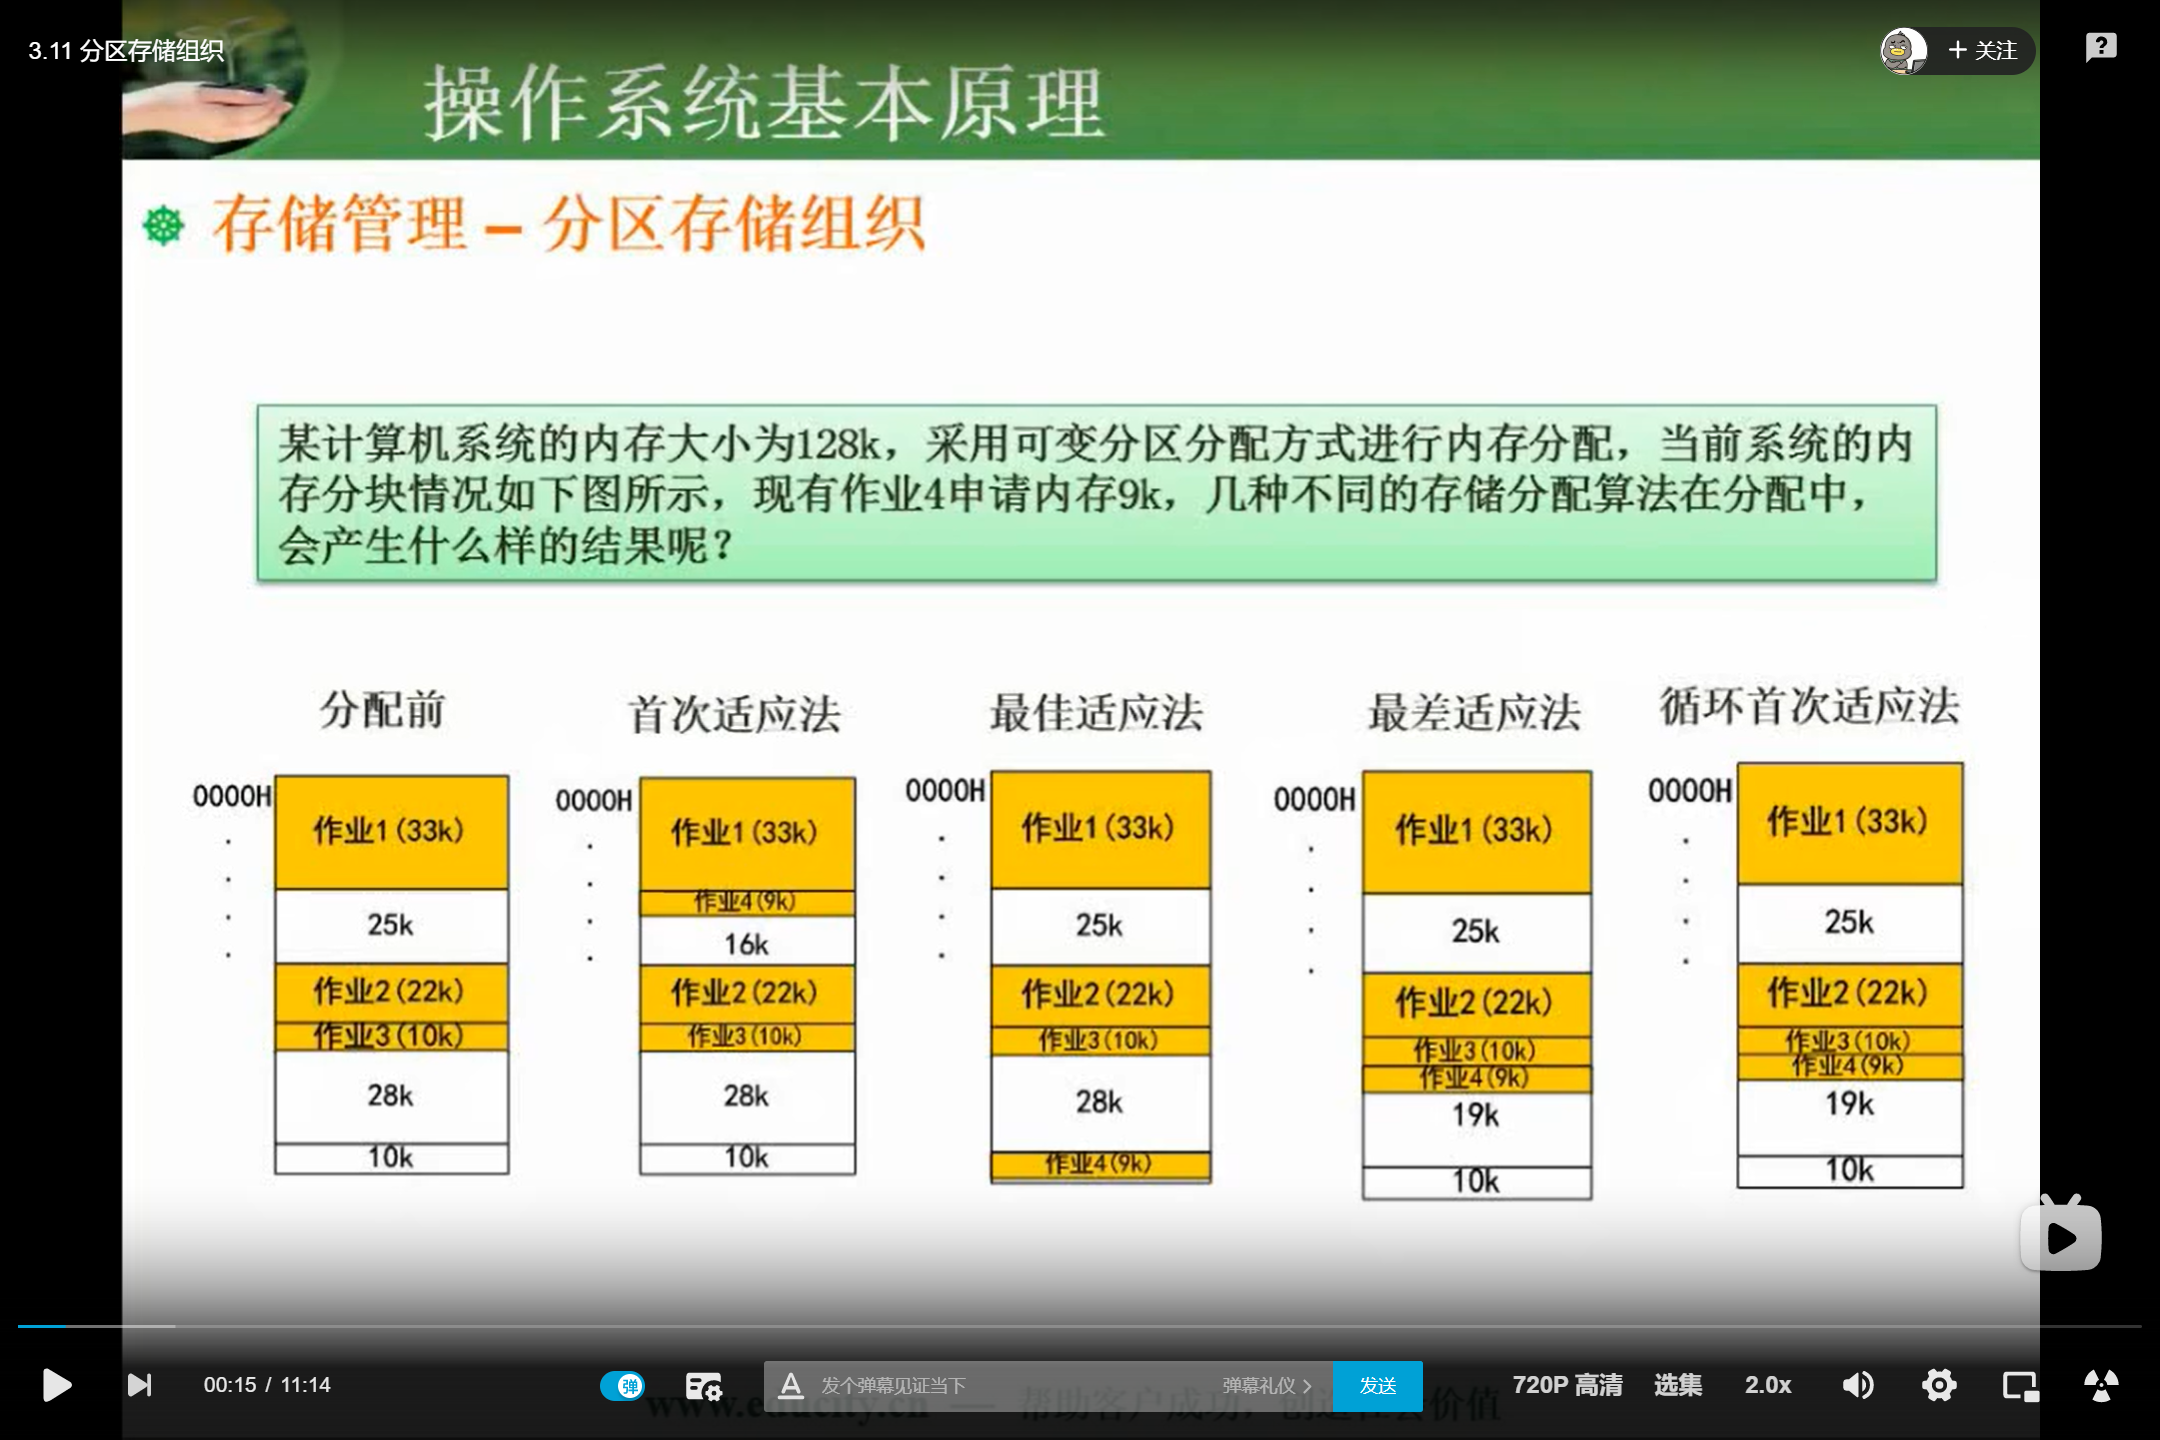 3.11 分区存储组织
+ 关注
操作系统基本原理
存储管理 – 分区存储组织
某计算机系统的内存大小为128k，采用可变分区分配方式进行内存分配，当前系统的内
存分块情况如下图所示，现有作业4申请内存9k，几种不同的存储分配算法在分配中，
会产生什么样的结果呢？
分配前
0000H
作业1(33k)
25k
作业2(22k)
作业3(10k)
28k
10k
首次适应法
0000H
作业1(33k)
作业4(9k)
16k
作业2(22k)
作业3(10k)
28k
10k
最佳适应法
0000H
作业1(33k)
25k
作业2(22k)
作业3(10k)
28k
作业4(9k)
最差适应法
0000H
作业1(33k)
25k
作业2(22k)
作业3(10k)
作业4(9k)
19k
10k
循环首次适应法
0000H
作业1(33k)
25k
作业2(22k)
作业3(10k)
作业4(9k)
19k
10k
00:15 / 11:14
弹
A 发个弹幕见证当下
弹幕礼仪 >
发送
720P 高清
选集
2.0x
www.educity.cn — 帮助客户成功，创造社会价值